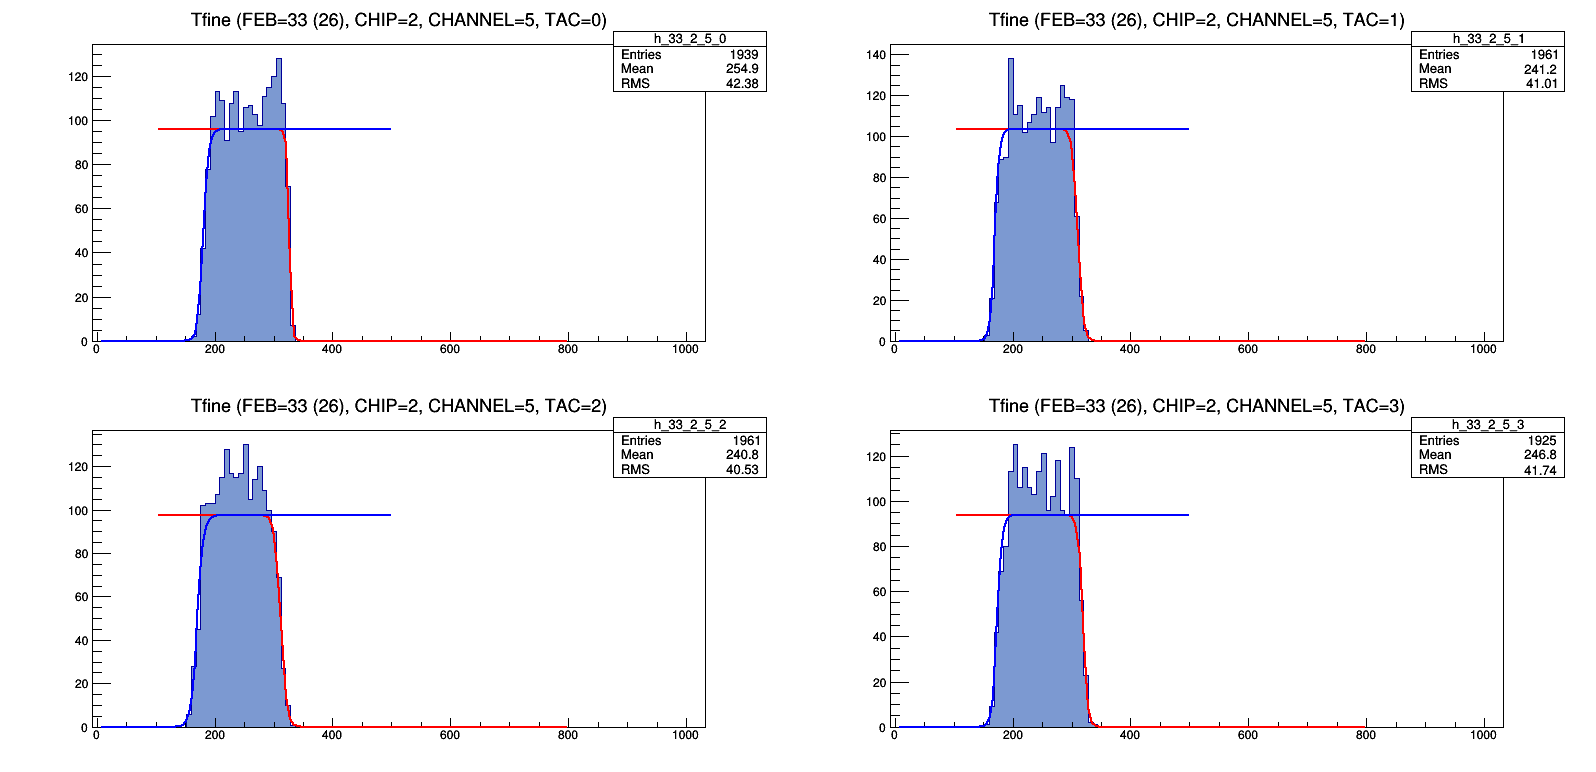 Tfine (FEB=33 (26), CHIP=2, CHANNEL=5, TAC=0)
h_33_2_5_0
Entries 1939
Mean 254.9
RMS 42.38
120
100
80
60
40
20
0
0 200 400 600 800 1000
Tfine (FEB=33 (26), CHIP=2, CHANNEL=5, TAC=1)
h_33_2_5_1
Entries 1961
Mean 241.2
RMS 41.01
140
120
100
80
60
40
20
0
0 200 400 600 800 1000
Tfine (FEB=33 (26), CHIP=2, CHANNEL=5, TAC=2)
h_33_2_5_2
Entries 1961
Mean 240.8
RMS 40.53
120
100
80
60
40
20
0
0 200 400 600 800 1000
Tfine (FEB=33 (26), CHIP=2, CHANNEL=5, TAC=3)
h_33_2_5_3
Entries 1925
Mean 246.8
RMS 41.74
120
100
80
60
40
20
0
0 200 400 600 800 1000